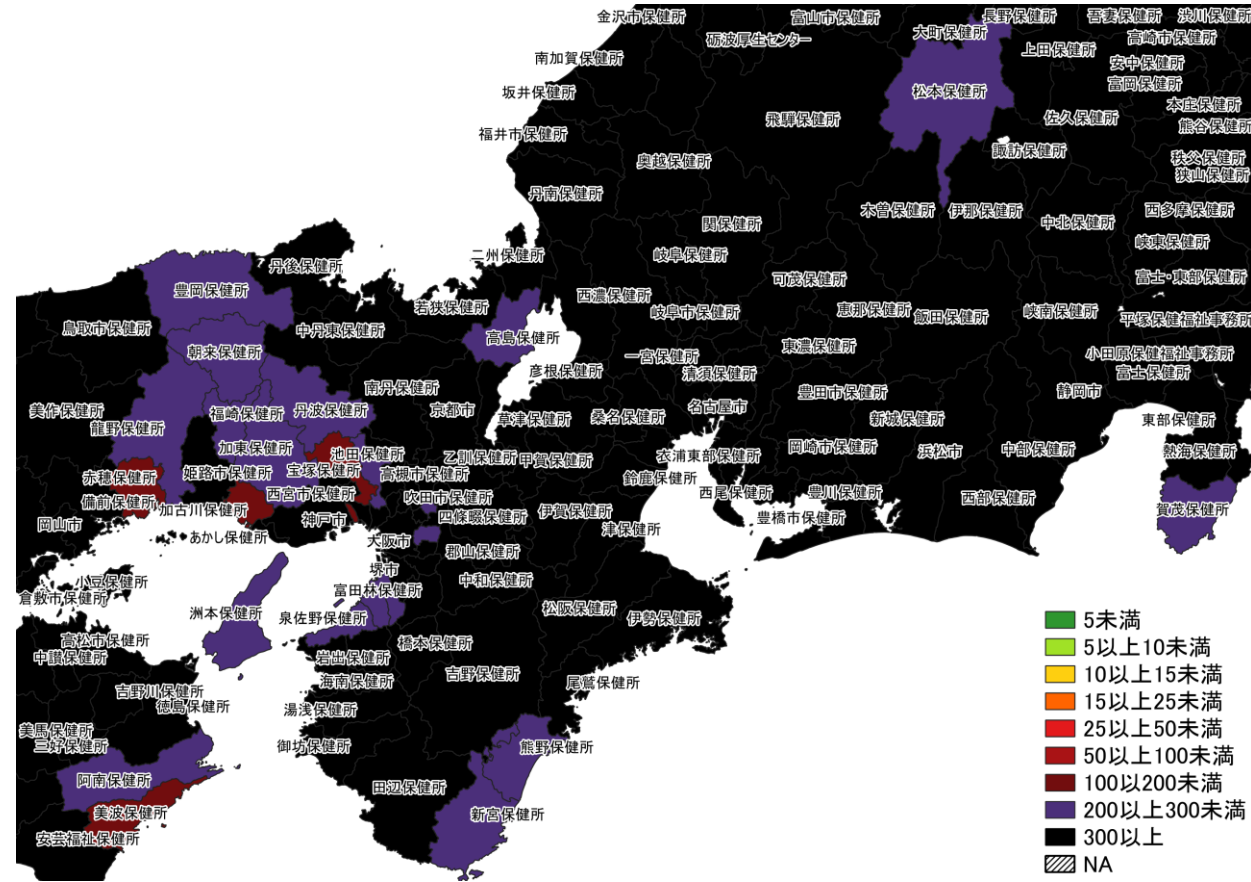 金沢市保健所
富山市保健所
長野保健所
吾妻保健所
渋川保健所
砺波厚生センター
大町保健所
高崎市保健所
南加賀保健所
上田保健所
安中保健所
富岡保健所
坂井保健所
松本保健所
本庄保健所
飛騨保健所
佐久保健所
熊谷保健所
福井市保健所
諏訪保健所
秩父保健所
奥越保健所
狭山保健所
丹南保健所
木曽保健所
伊那保健所
西多摩保健所
関保健所
中北保健所
峡東保健所
二州保健所
岐阜保健所
丹後保健所
可茂保健所
富士・東部保健所
豊岡保健所
西濃保健所
若狭保健所
恵那保健所
岐阜市保健所
峡南保健所
飯田保健所
平塚保健福祉事務所
鳥取市保健所
中丹東保健所
高島保健所
東濃保健所
朝来保健所
一宮保健所
小田原保健福祉事務所
彦根保健所
清須保健所
富士保健所
南丹保健所
豊田市保健所
静岡市
美作保健所
福崎保健所
丹波保健所
京都市
名古屋市
草津保健所
桑名保健所
新城保健所
東部保健所
龍野保健所
加東保健所
池田保健所
岡崎市保健所
浜松市
中部保健所
熱海保健所
乙訓保健所
甲賀保健所
衣浦東部保健所
赤穂保健所
姫路市保健所
宝塚保健所
高槻市保健所
鈴鹿保健所
備前保健所
西宮市保健所
吹田市保健所
西尾保健所
豊川保健所
西部保健所
加古川保健所
伊賀保健所
賀茂保健所
岡山市
神戸市
四條畷保健所
豊橋市保健所
津保健所
あかし保健所
大阪市
郡山保健所
堺市
小豆保健所
中和保健所
富田林保健所
倉敷市保健所
松阪保健所
洲本保健所
泉佐野保健所
伊勢保健所
5未満
高松市保健所
橋本保健所
5以上10未満
中讃保健所
岩出保健所
10以上15未満
吉野保健所
海南保健所
尾鷲保健所
吉野川保健所
15以上25未満
徳島保健所
湯浅保健所
25以上50未満
美馬保健所
三好保健所
御坊保健所
熊野保健所
50以上100未満
阿南保健所
100以200未満
田辺保健所
美波保健所
新宮保健所
200以上300未満
安芸福祉保健所
300以上
NA